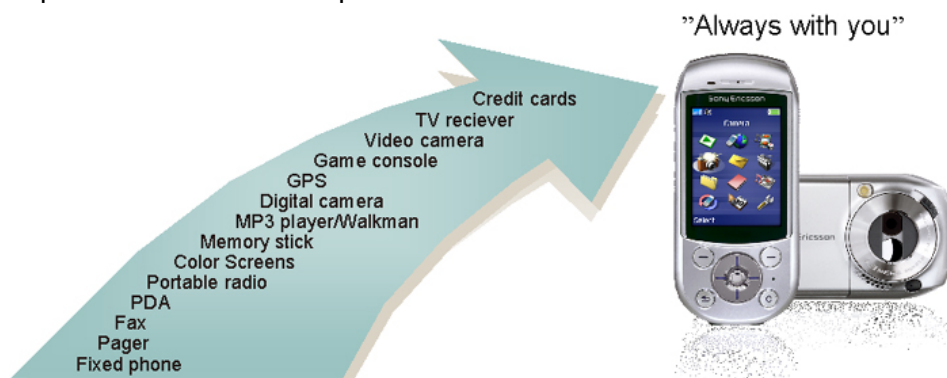 "Always with you"
Credit cards
TV reciever
Video camera
Game console
GPS
Digital camera
MP3 player/Walkman
Memory stick
Color Screens
Portable radio
PDA
Fax
Pager
Fixed phone
Sony Ericsson
Camera
Select
Ericsson